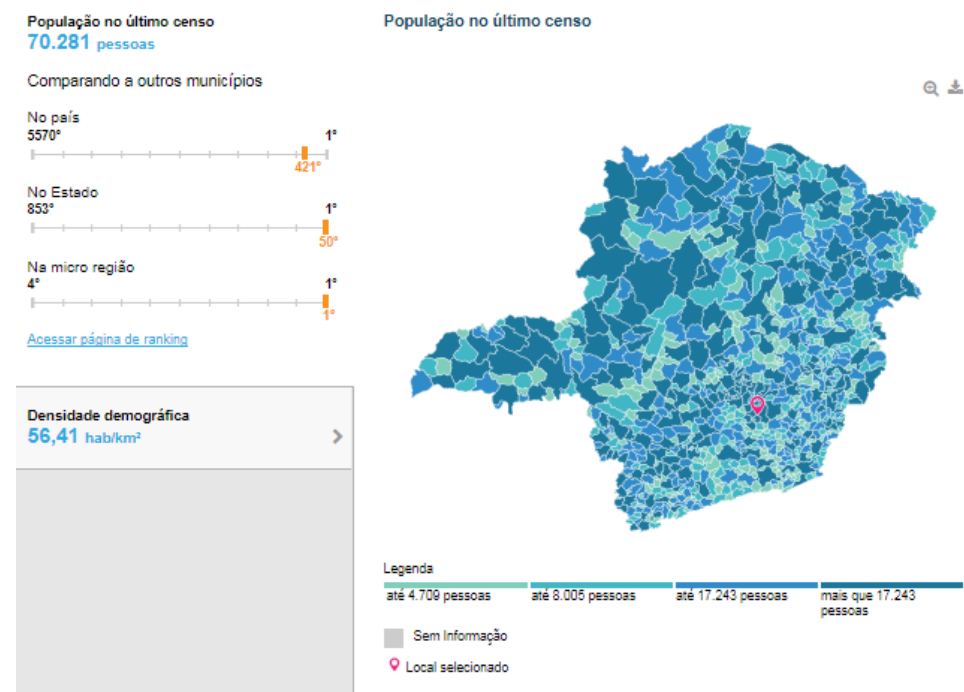 População no último censo
70.281 pessoas
Comparando a outros municípios
No país
5570° 1°
421°
No Estado
853° 1°
50°
Na micro região
4° 1°
1°
Acessar página de ranking
Densidade demográfica
56,41 hab/km²
População no último censo
Legenda
até 4.709 pessoas
até 8.005 pessoas
até 17.243 pessoas
mais que 17.243
pessoas
Sem Informação
Local selecionado